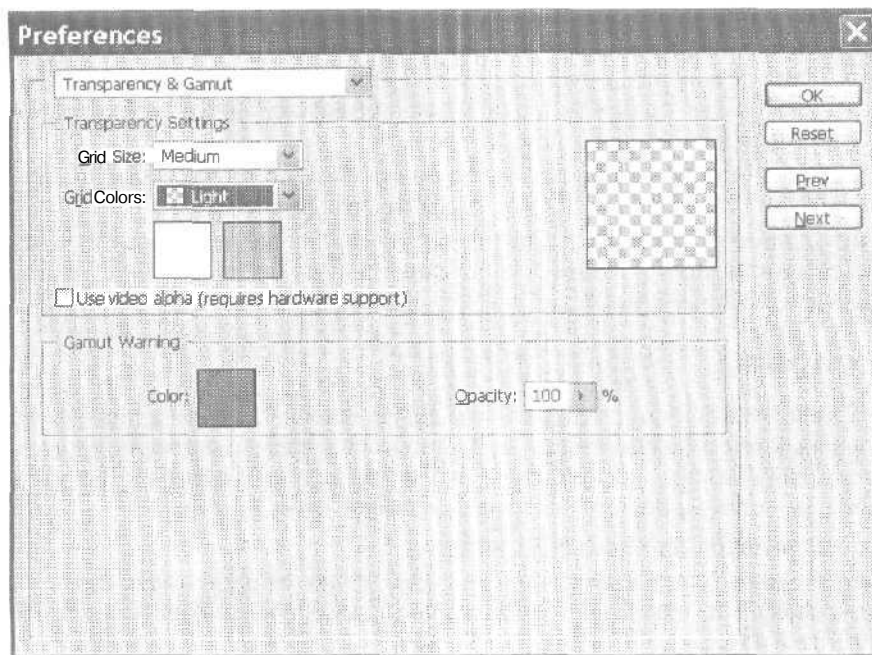 Preferences
Transparency & Gamut
OK
Transparency Settings
Reset
Grid Size: Medium
Prev
Grid Colors: Light
Next
Use video alpha (requires hardware support)
Gamut Warning
Color:
Opacity: 100 %